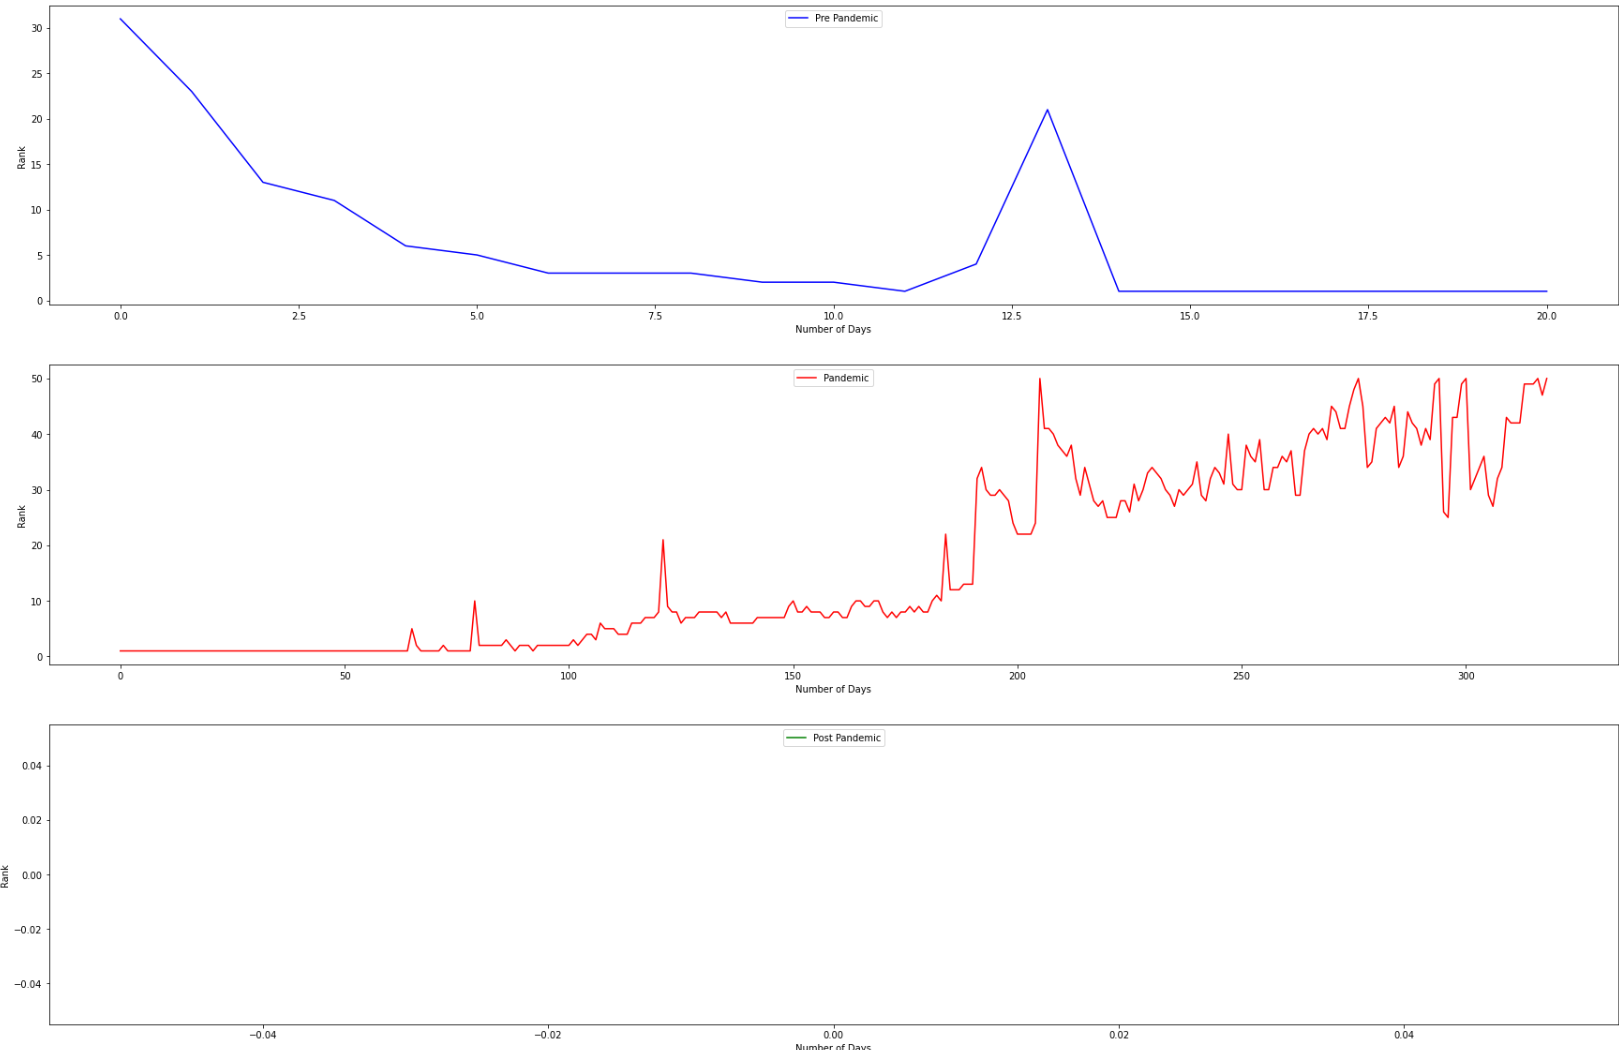 Pre Pandemic
30
25
20
15
10
5
0
Rank
0.0 2.5 5.0 7.5 10.0 12.5 15.0 17.5 20.0
Number of Days
Pandemic
50
40
30
20
10
0
Rank
0 50 100 150 200 250 300
Number of Days
Post Pandemic
0.04
0.02
0.00
−0.02
−0.04
Rank
−0.04 −0.02 0.00 0.02 0.04
Number of Days